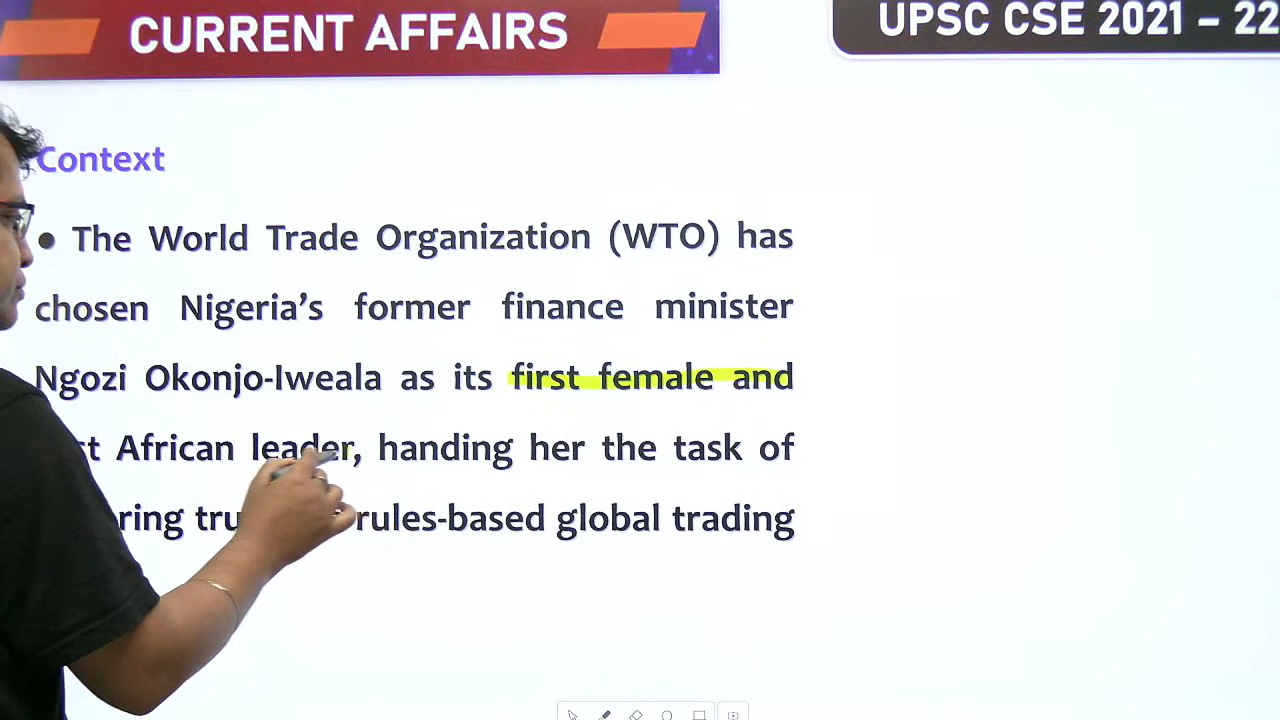 CURRENT AFFAIRS
UPSC CSE 2021 – 22
Context
• The World Trade Organization (WTO) has
chosen Nigeria's former finance minister
Ngozi Okonjo-Iweala as its first female and
African leader, handing her the task of
rules-based global trading